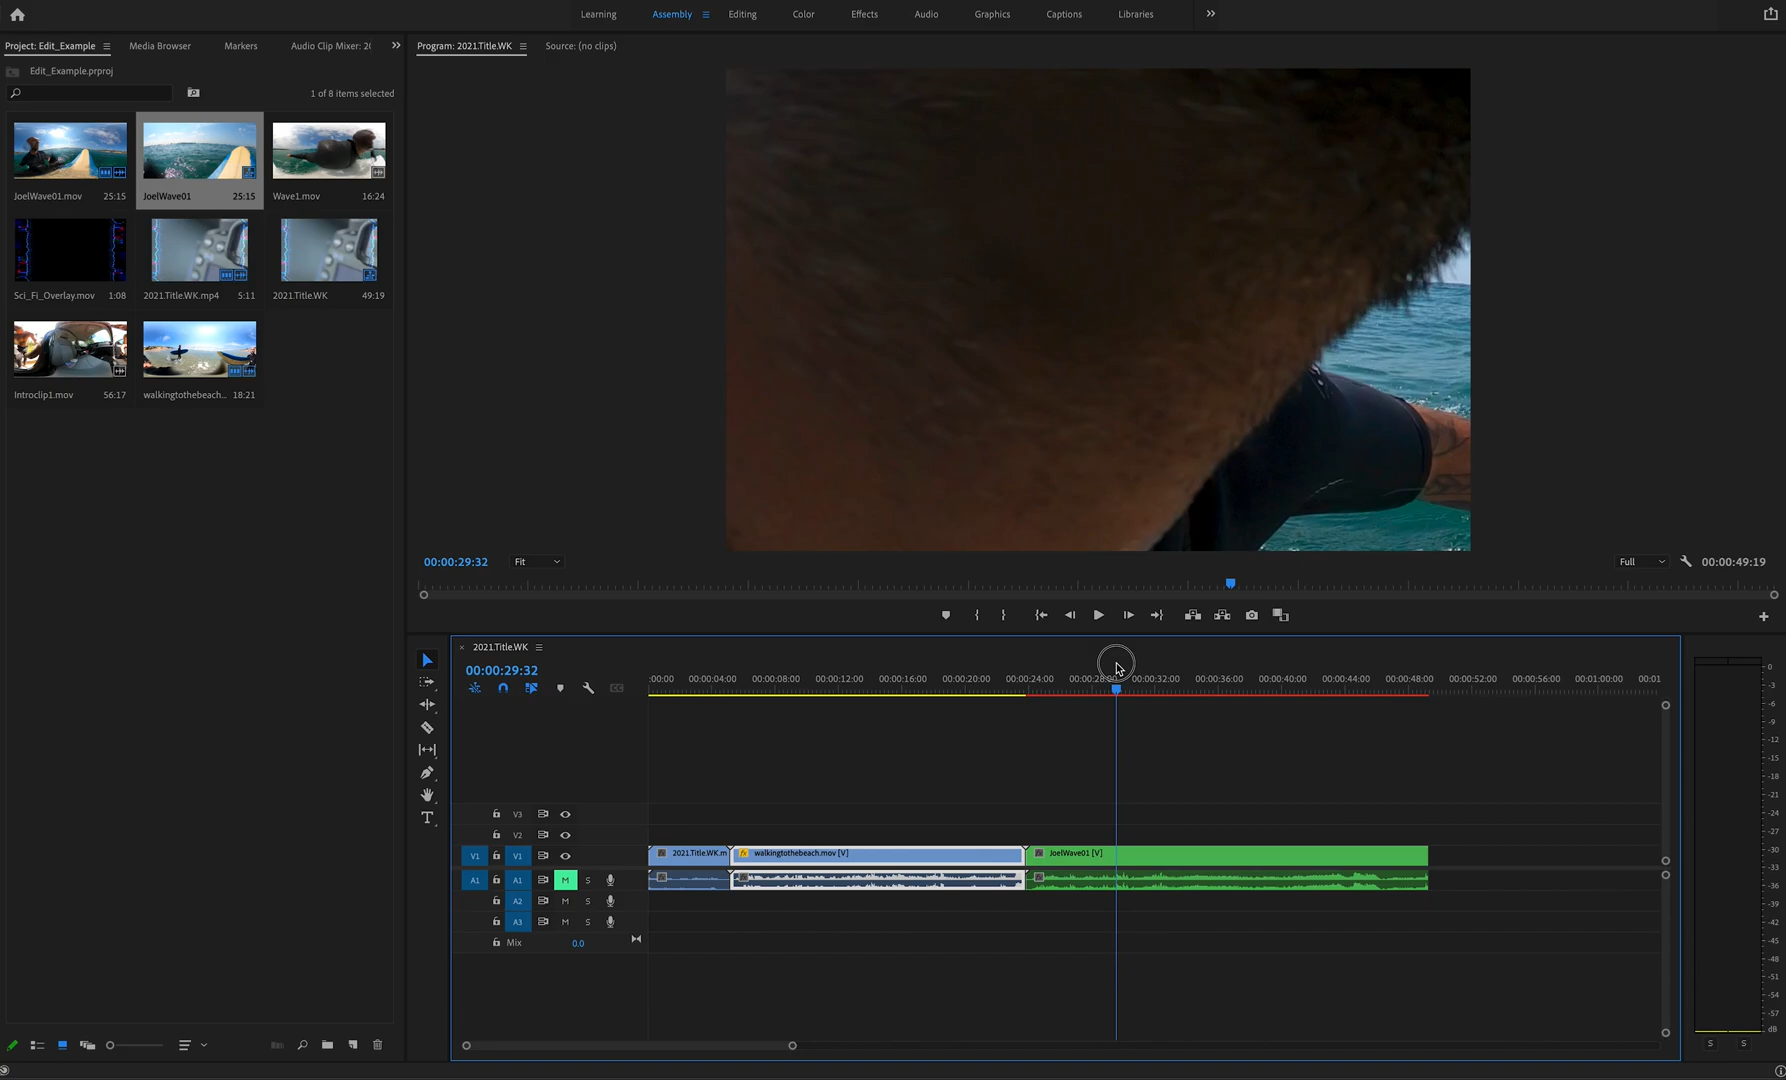 Learning Assembly Editing Color Effects Audio Graphics Captions Libraries
Project: Edit_Example Media Browser Markers Audio Clip Mixer: 20
Program: 2021.Title.WK Source: (no clips)
Edit_Example.prproj
1 of 8 items selected
JoelWave01.mov 25:15
JoelWave01 25:15
Wave1.mov 16:24
Sci_Fi_Overlay.mov 1:08
2021.Title.WK.mp4 5:11
2021.Title.WK 49:19
Introclip1.mov 56:17
walkingtothebeach... 18:21
00:00:29:32 Fit Full 00:00:49:19
2021.Title.WK
00:00:29:32
:00:00 00:00:04:00 00:00:08:00 00:00:12:00 00:00:16:00 00:00:20:00 00:00:24:00 00:00:28:00 00:00:32:00 00:00:36:00 00:00:40:00 00:00:44:00 00:00:48:00 00:00:52:00 00:00:56:00 00:01:00:00 00:01
V3
V2
V1 V1 2021.Title.WK.m fx walkingtothebeach.mov [V] JoelWave01 [V]
A1 A1 M S
A2 M S
A3 M S
Mix 0.0
0
-3
-6
-9
-12
-15
-18
-21
-24
-27
-30
-33
-36
-39
-42
-45
-48
-51
-54
-57
dB
S S